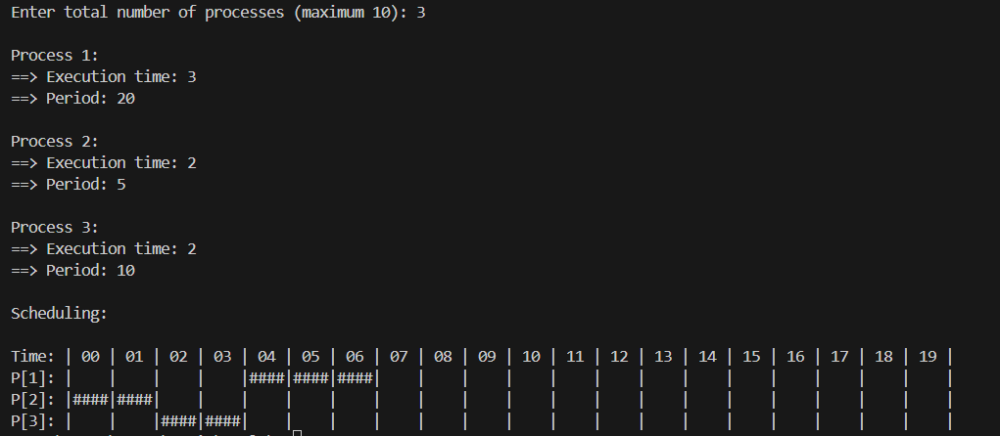 Enter total number of processes (maximum 10): 3
Process 1:
==> Execution time: 3
==> Period: 20
Process 2:
==> Execution time: 2
==> Period: 5
Process 3:
==> Execution time: 2
==> Period: 10
Scheduling:
Time: | 00 | 01 | 02 | 03 | 04 | 05 | 06 | 07 | 08 | 09 | 10 | 11 | 12 | 13 | 14 | 15 | 16 | 17 | 18 | 19 |
P[1]: |    |    |    |    |####|####|####|    |    |    |    |    |    |    |    |    |    |    |    |    |
P[2]: |####|####|    |    |    |    |    |    |    |    |    |    |    |    |    |    |    |    |    |    |
P[3]: |    |    |####|####|    |    |    |    |    |    |    |    |    |    |    |    |    |    |    |    |